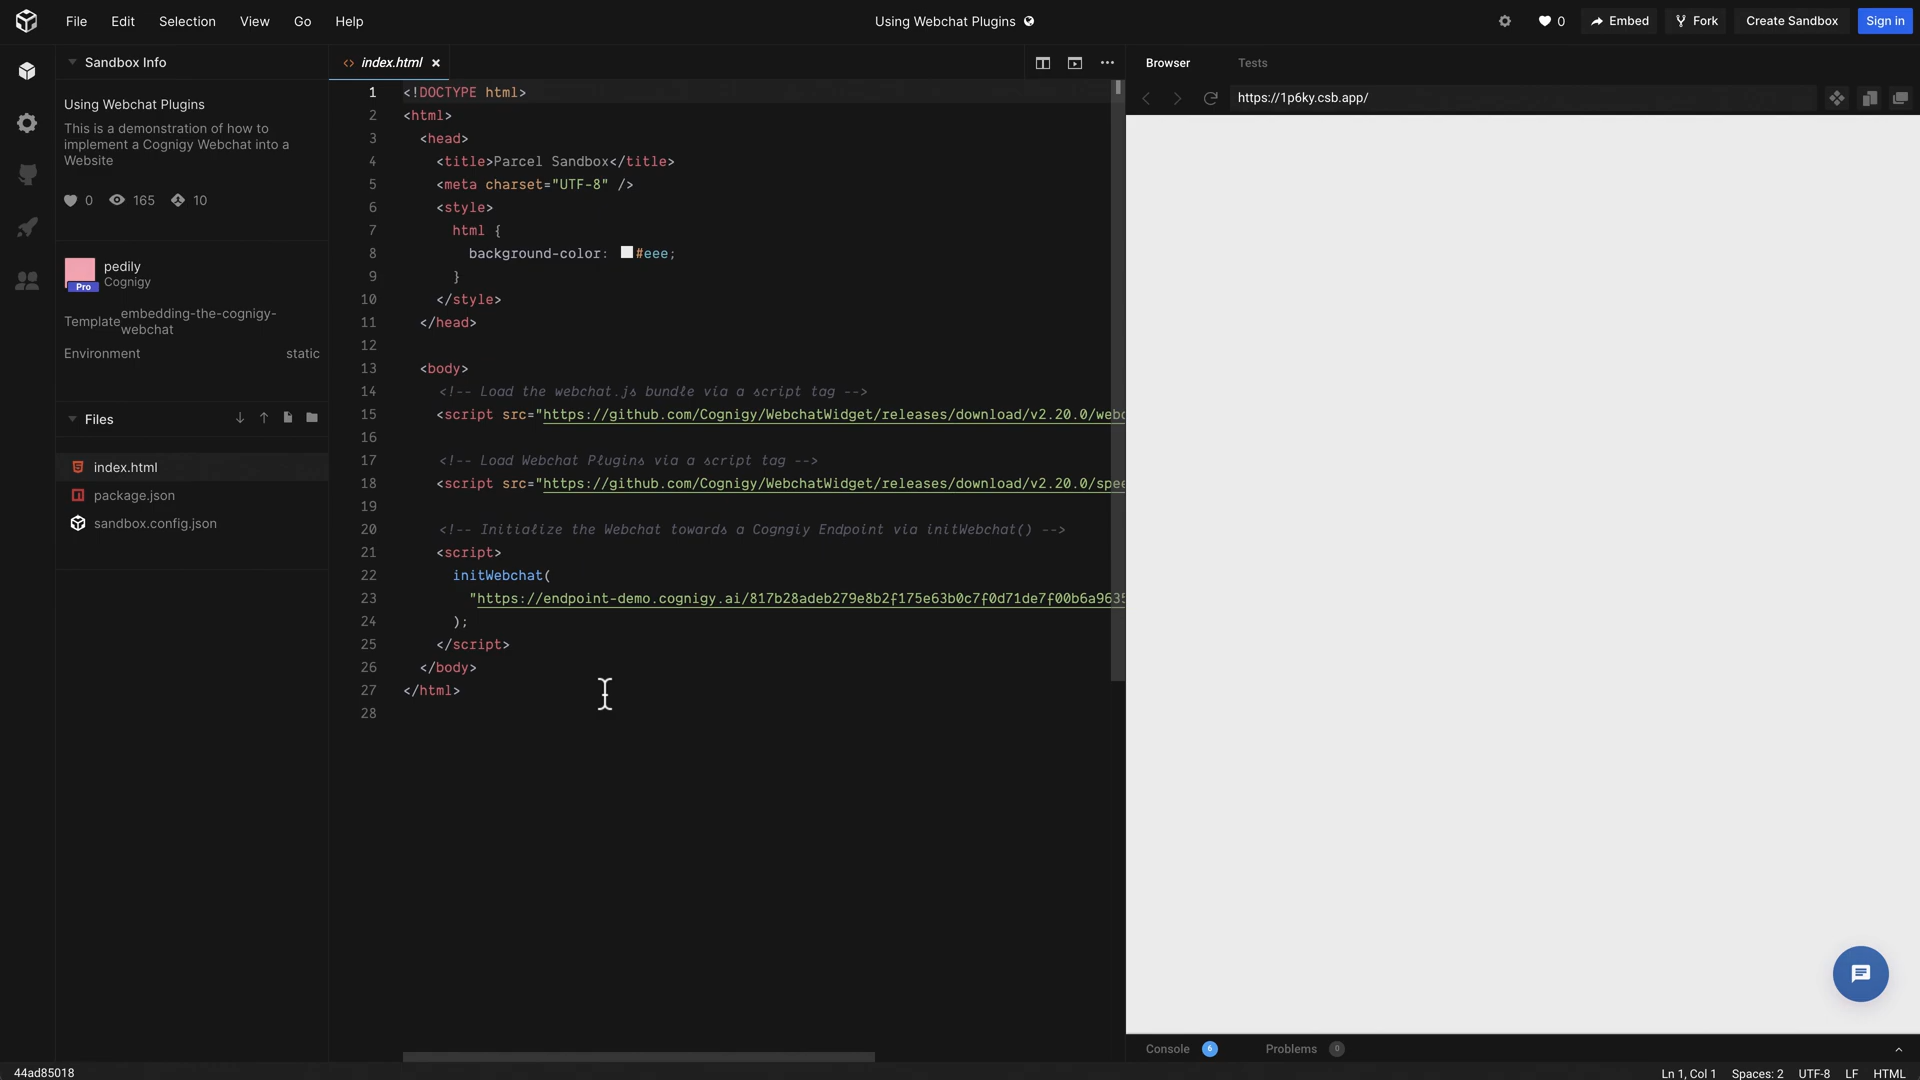 File Edit Selection View Go Help
Using Webchat Plugins
0 Embed Fork Create Sandbox Sign in
Sandbox Info
Using Webchat Plugins
This is a demonstration of how to
implement a Cognigy Webchat into a
Website
0 165 10
pedily
Pro
Cognigy
Template embedding-the-cognigy-
webchat
Environment static
Files
index.html
package.json
sandbox.config.json
44ad85018
<> index.html
1 <!DOCTYPE html>
2 <html>
3 <head>
4 <title>Parcel Sandbox</title>
5 <meta charset="UTF-8" />
6 <style>
7 html {
8 background-color: #eee;
9 }
10 </style>
11 </head>
12
13 <body>
14 <!-- Load the webchat.js bundle via a script tag -->
15 <script src="https://github.com/Cognigy/WebchatWidget/releases/download/v2.20.0/webc
16
17 <!-- Load Webchat Plugins via a script tag -->
18 <script src="https://github.com/Cognigy/WebchatWidget/releases/download/v2.20.0/spee
19
20 <!-- Initialize the Webchat towards a Cogngiy Endpoint via initWebchat() -->
21 <script>
22 initWebchat(
23 "https://endpoint-demo.cognigy.ai/817b28adeb279e8b2f175e63b0c7f0d71de7f00b6a9635
24 );
25 </script>
26 </body>
27 </html>
28
Browser Tests
https://1p6ky.csb.app/
Console 6 Problems 0
Ln 1, Col 1 Spaces: 2 UTF-8 LF HTML